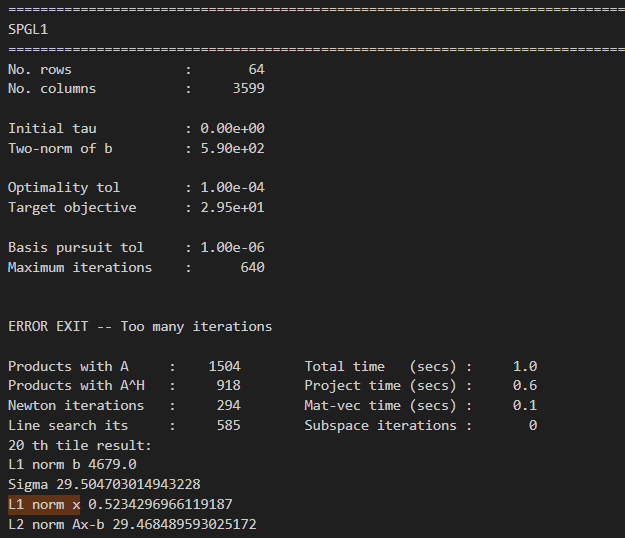 ================================================================================
SPGL1
================================================================================
No. rows              :       64
No. columns           :     3599
Initial tau           : 0.00e+00
Two-norm of b         : 5.90e+02
Optimality tol        : 1.00e-04
Target objective      : 2.95e+01
Basis pursuit tol     : 1.00e-06
Maximum iterations    :      640
ERROR EXIT -- Too many iterations
Products with A     :    1504        Total time   (secs) :     1.0
Products with A^H   :     918        Project time (secs) :     0.6
Newton iterations   :     294        Mat-vec time (secs) :     0.1
Line search its     :     585        Subspace iterations :       0
20 th tile result:
L1 norm b 4679.0
Sigma 29.504703014943228
L1 norm x 0.5234296966119187
L2 norm Ax-b 29.468489593025172